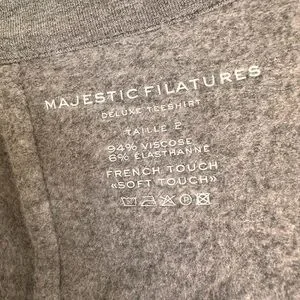 MAJESTIC FILATURES
DELUXE TEESHIRT
TAILLE 2
94% VISCOSE
6% ELASTHANNE
FRENCH TOUCH
«SOFT TOUCH»